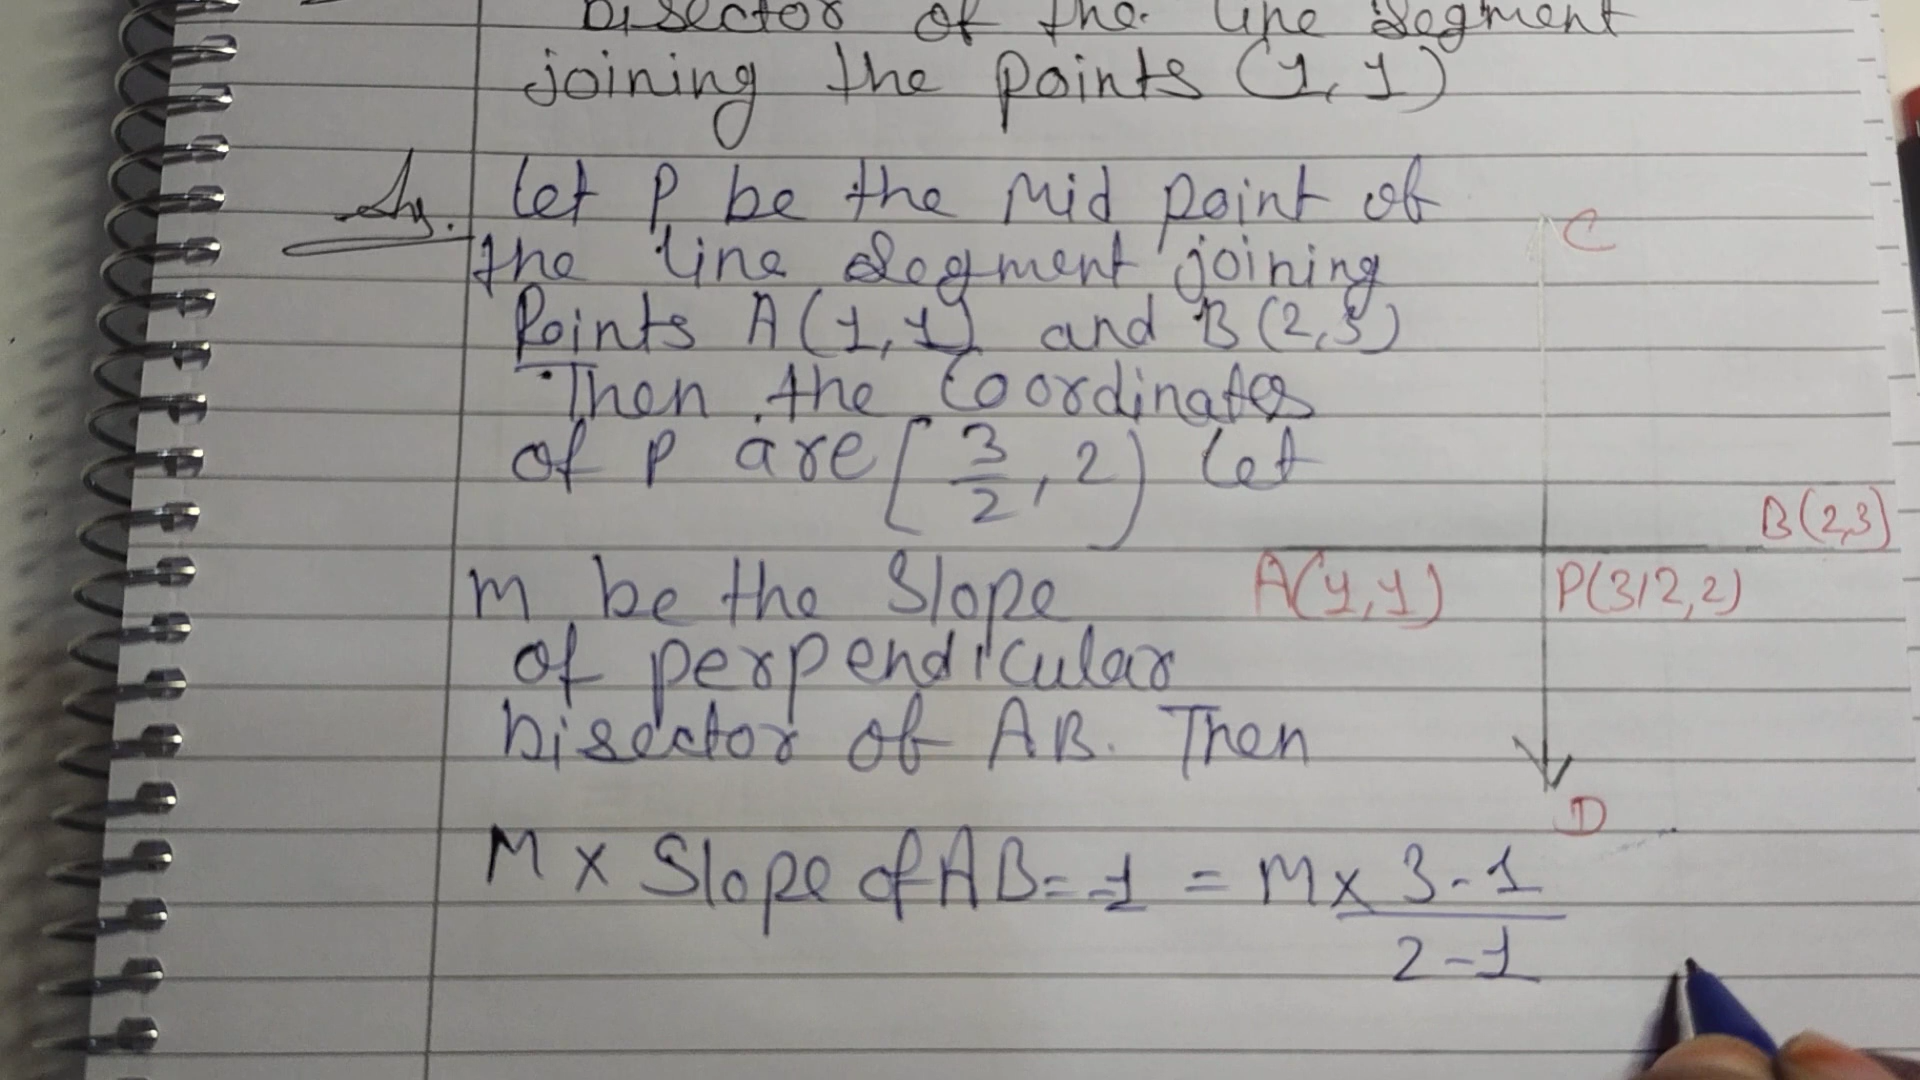 Bisector of the line segment
joining the points (1, 1)
Ans. Let P be the Mid point of
the line segment joining
Points A(1, 1) and B(2,3)
Then the Coordinates
of P are [3/2, 2) Let
m be the Slope
of perpendicular
bisector of AB. Then
M x Slope of AB = -1 = M x 3-1
2-1
C
B(2,3)
A(1,1)
P(3/2,2)
D